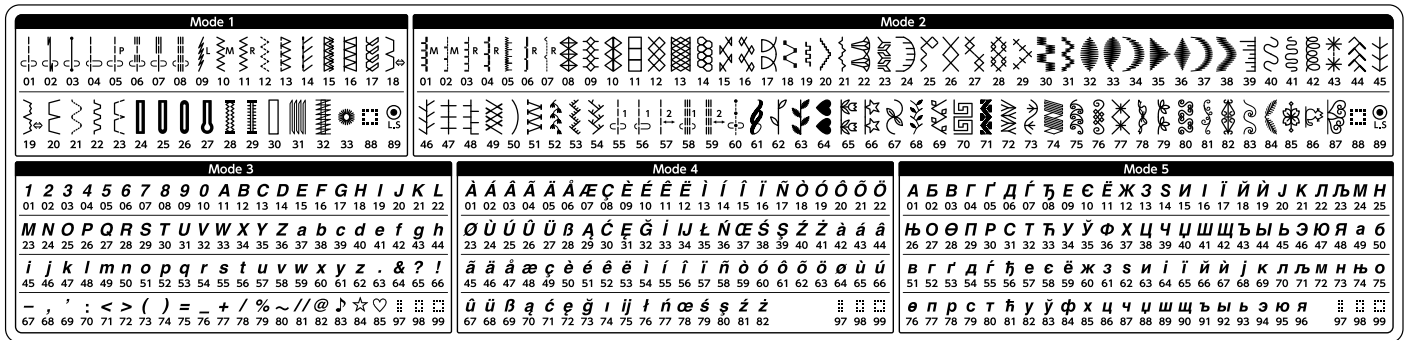 Mode 1
P L M R
01 02 03 04 05 06 07 08 09 10 11 12 13 14 15 16 17 18
L.S
19 20 21 22 23 24 25 26 27 28 29 30 31 32 33 88 89
Mode 2
M M R R R R
01 02 03 04 05 06 07 08 09 10 11 12 13 14 15 16 17 18 19 20 21 22 23 24 25 26 27 28 29 30 31 32 33 34 35 36 37 38 39 40 41 42 43 44 45
1 1 2 1 2 L.S
46 47 48 49 50 51 52 53 54 55 56 57 58 59 60 61 62 63 64 65 66 67 68 69 70 71 72 73 74 75 76 77 78 79 80 81 82 83 84 85 86 87 88 89
Mode 3
1 2 3 4 5 6 7 8 9 0 A B C D E F G H I J K L
01 02 03 04 05 06 07 08 09 10 11 12 13 14 15 16 17 18 19 20 21 22
M N O P Q R S T U V W X Y Z a b c d e f g h
23 24 25 26 27 28 29 30 31 32 33 34 35 36 37 38 39 40 41 42 43 44
i j k l m n o p q r s t u v w x y z . & ? !
45 46 47 48 49 50 51 52 53 54 55 56 57 58 59 60 61 62 63 64 65 66
– , ' : < > ( ) = _ + / % ~ // @ ♪ ☆ ♡
67 68 69 70 71 72 73 74 75 76 77 78 79 80 81 82 83 84 85 97 98 99
Mode 4
À Á Â Ã Ä Å Æ Ç È É Ê Ë Ì Í Î Ï Ñ Ò Ó Ô Õ Ö
01 02 03 04 05 06 07 08 09 10 11 12 13 14 15 16 17 18 19 20 21 22
Ø Ù Ú Û Ü ß Ą Ć Ę Ğ İ IJ Ł Ń Œ Ś Ş Ź Ż à á â
23 24 25 26 27 28 29 30 31 32 33 34 35 36 37 38 39 40 41 42 43 44
ã ä å æ ç è é ê ë ì í î ï ñ ò ó ô õ ö ø ù ú
45 46 47 48 49 50 51 52 53 54 55 56 57 58 59 60 61 62 63 64 65 66
û ü ß ą ć ę ğ ı ij ł ń œ ś ş ź ż
67 68 69 70 71 72 73 74 75 76 77 78 79 80 81 82 97 98 99
Mode 5
А Б В Г Ґ Д Ѓ Ђ Е Є Ё Ж З Ѕ И І Ї Й Ѝ Ј К Л Љ М Н
01 02 03 04 05 06 07 08 09 10 11 12 13 14 15 16 17 18 19 20 21 22 23 24 25
Њ О Ѳ П Р С Т Ћ У Ў Ф Х Ц Ч Џ Ш Щ Ъ Ы Ь Э Ю Я а б
26 27 28 29 30 31 32 33 34 35 36 37 38 39 40 41 42 43 44 45 46 47 48 49 50
в г ґ д ѓ ђ е є ё ж з ѕ и і ї й ѝ ј к л љ м н њ о
51 52 53 54 55 56 57 58 59 60 61 62 63 64 65 66 67 68 69 70 71 72 73 74 75
ѳ п р с т ћ у ў ф х ц ч џ ш щ ъ ы ь э ю я
76 77 78 79 80 81 82 83 84 85 86 87 88 89 90 91 92 93 94 95 96 97 98 99